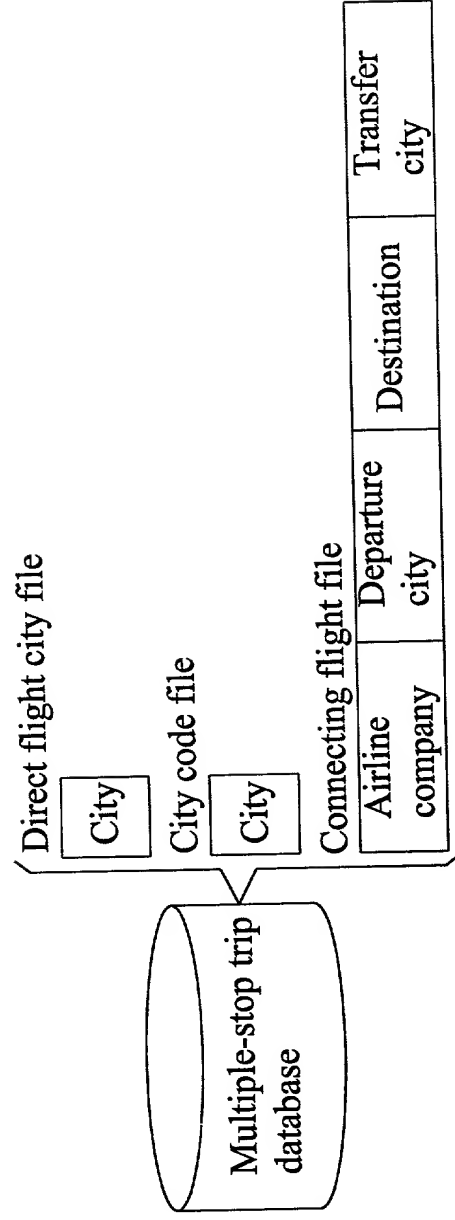 Multiple-stop trip
database
Direct flight city file
City
City code file
City
Connecting flight file
Airline
company
Departure
city
Destination
Transfer
city